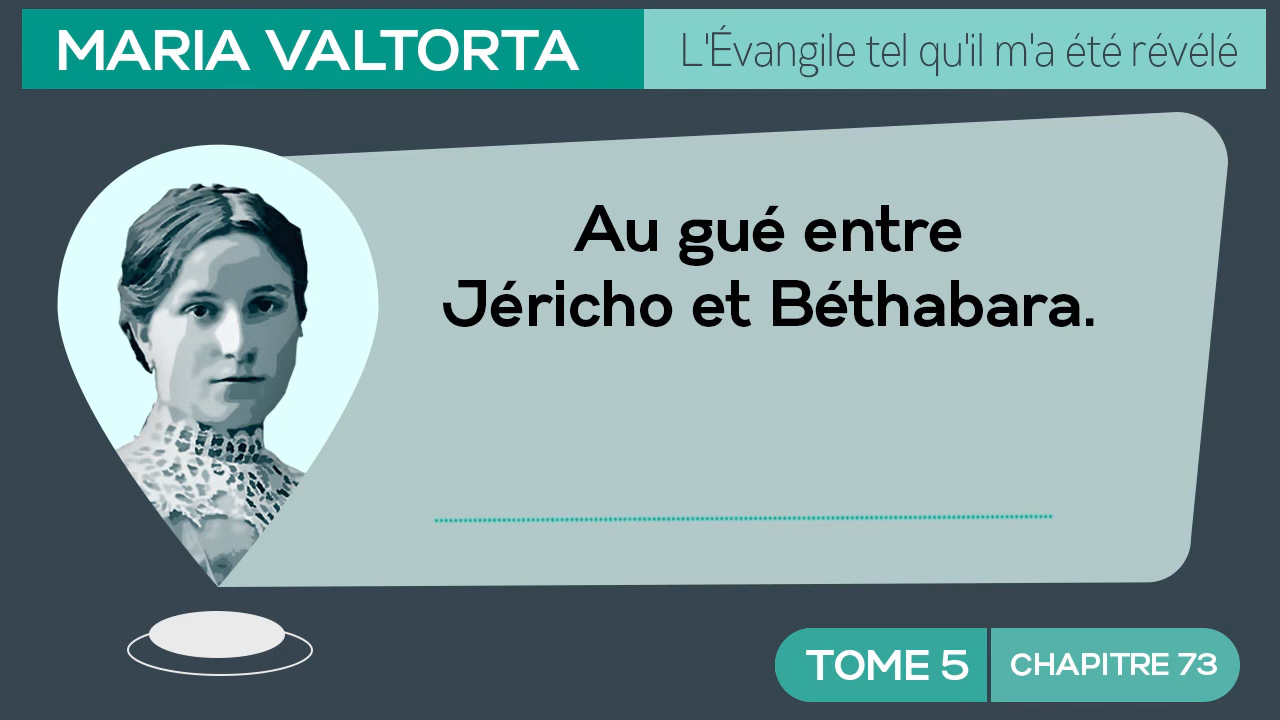 MARIA VALTORTA
L'Évangile tel qu'il m'a été révélé
Au gué entre
Jéricho et Béthabara.
TOME 5
CHAPITRE 73